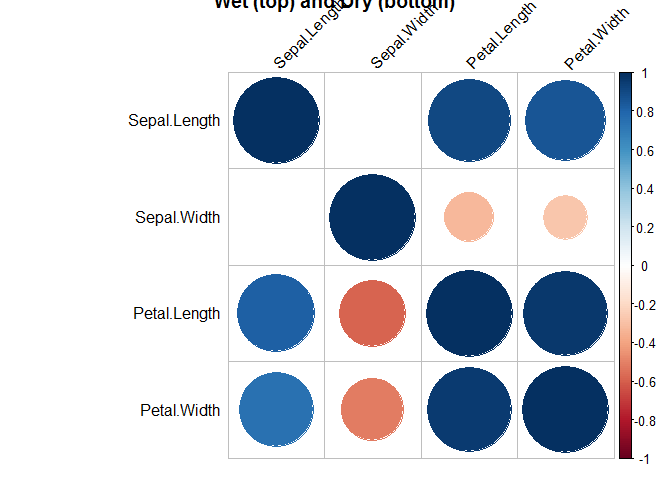 Wet (top) and Dry (bottom)
Sepal.Length
Sepal.Width
Petal.Length
Petal.Width
Sepal.Length
Sepal.Width
Petal.Length
Petal.Width
1
0.8
0.6
0.4
0.2
0
-0.2
-0.4
-0.6
-0.8
-1